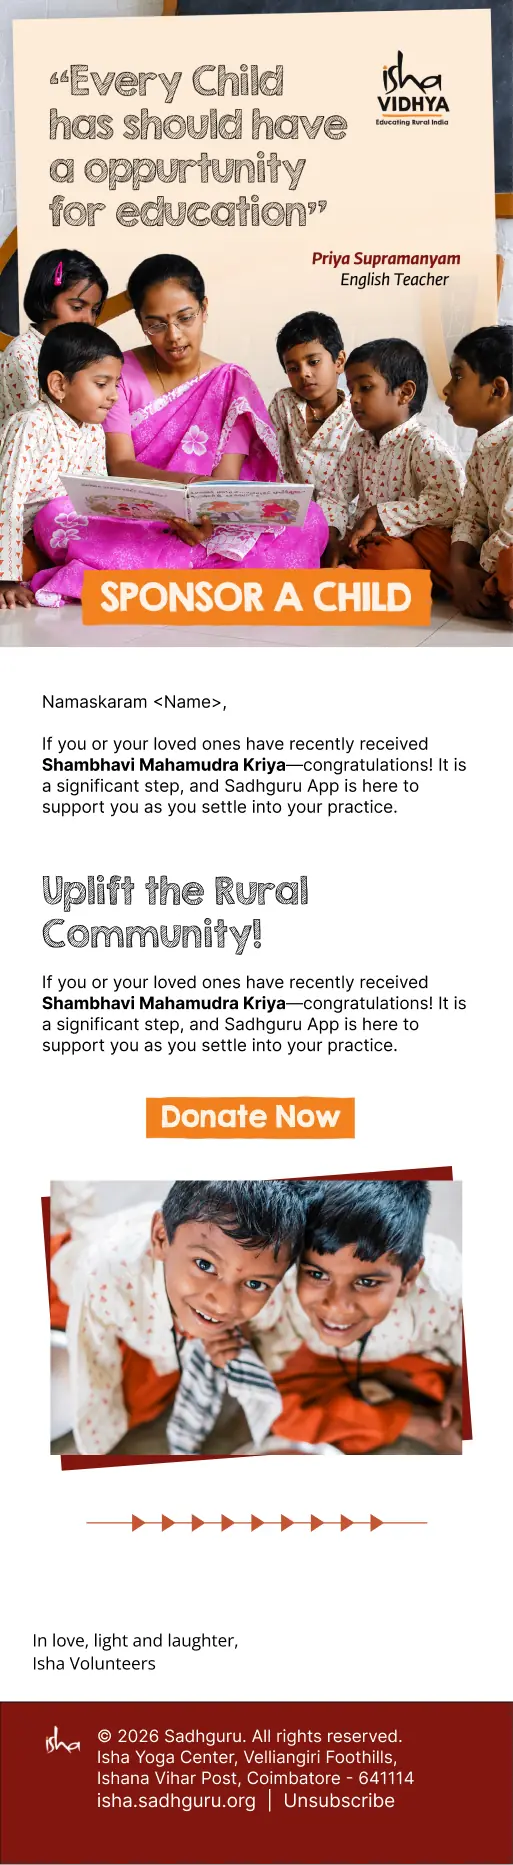 “Every Child
has should have
a oppurtunity
for education”
isha
VIDHYA
Educating Rural India
Priya Supramanyam
English Teacher
SPONSOR A CHILD
Namaskaram <Name>,
If you or your loved ones have recently received
Shambhavi Mahamudra Kriya—congratulations! It is
a significant step, and Sadhguru App is here to
support you as you settle into your practice.
Uplift the Rural
Community!
If you or your loved ones have recently received
Shambhavi Mahamudra Kriya—congratulations! It is
a significant step, and Sadhguru App is here to
support you as you settle into your practice.
Donate Now
In love, light and laughter,
Isha Volunteers
isha
© 2026 Sadhguru. All rights reserved.
Isha Yoga Center, Velliangiri Foothills,
Ishana Vihar Post, Coimbatore - 641114
isha.sadhguru.org | Unsubscribe